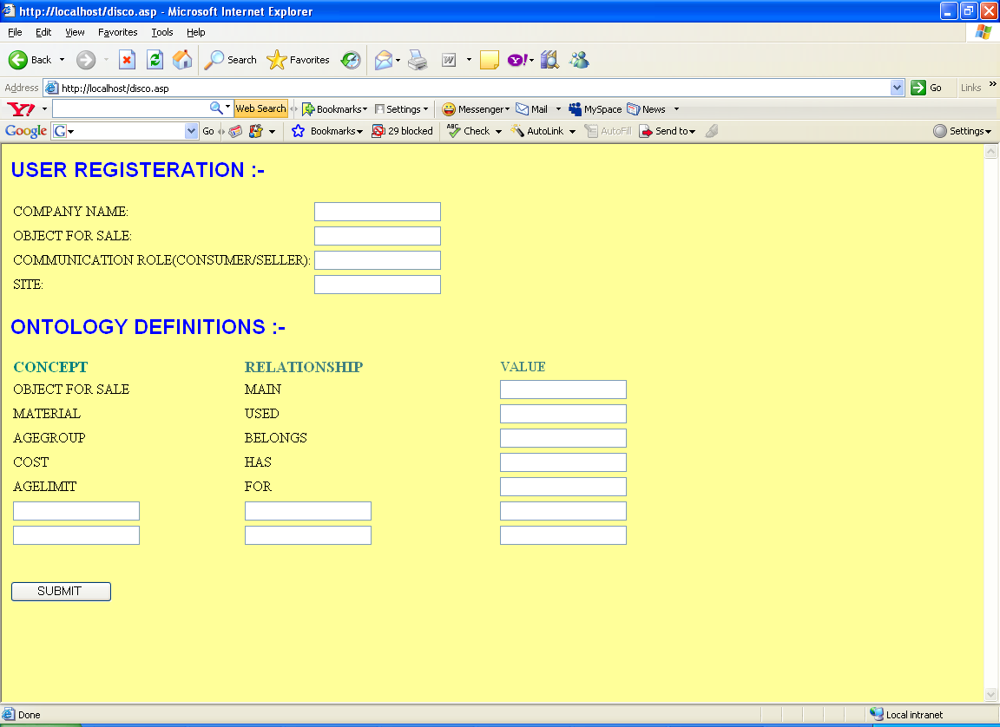 http://localhost/disco.asp - Microsoft Internet Explorer
File Edit View Favorites Tools Help
Back Search Favorites W Y!
Address http://localhost/disco.asp Go Links »
Y! Web Search Bookmarks Settings Messenger Mail MySpace News
Google G Go Bookmarks 29 blocked ABC Check AutoLink AutoFill Send to Settings
USER REGISTERATION :-
COMPANY NAME:
OBJECT FOR SALE:
COMMUNICATION ROLE(CONSUMER/SELLER):
SITE:
ONTOLOGY DEFINITIONS :-
CONCEPT RELATIONSHIP VALUE
OBJECT FOR SALE MAIN
MATERIAL USED
AGEGROUP BELONGS
COST HAS
AGELIMIT FOR
SUBMIT
Done Local intranet